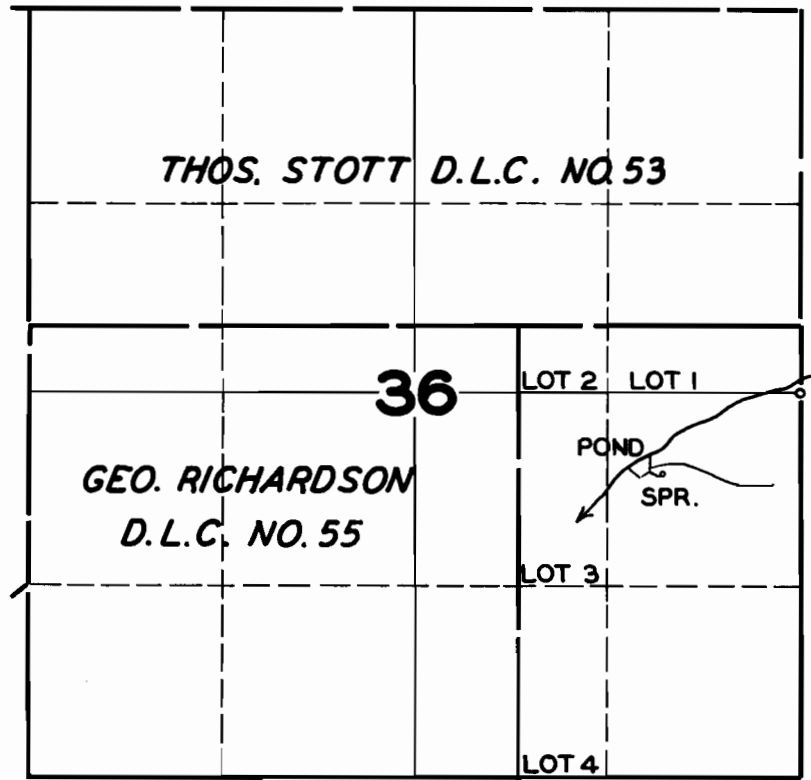 THOS. STOTT D.L.C. NO. 53
36
LOT 2 LOT 1
POND
GEO. RICHARDSON
SPR.
D.L.C. NO. 55
LOT 3
LOT 4